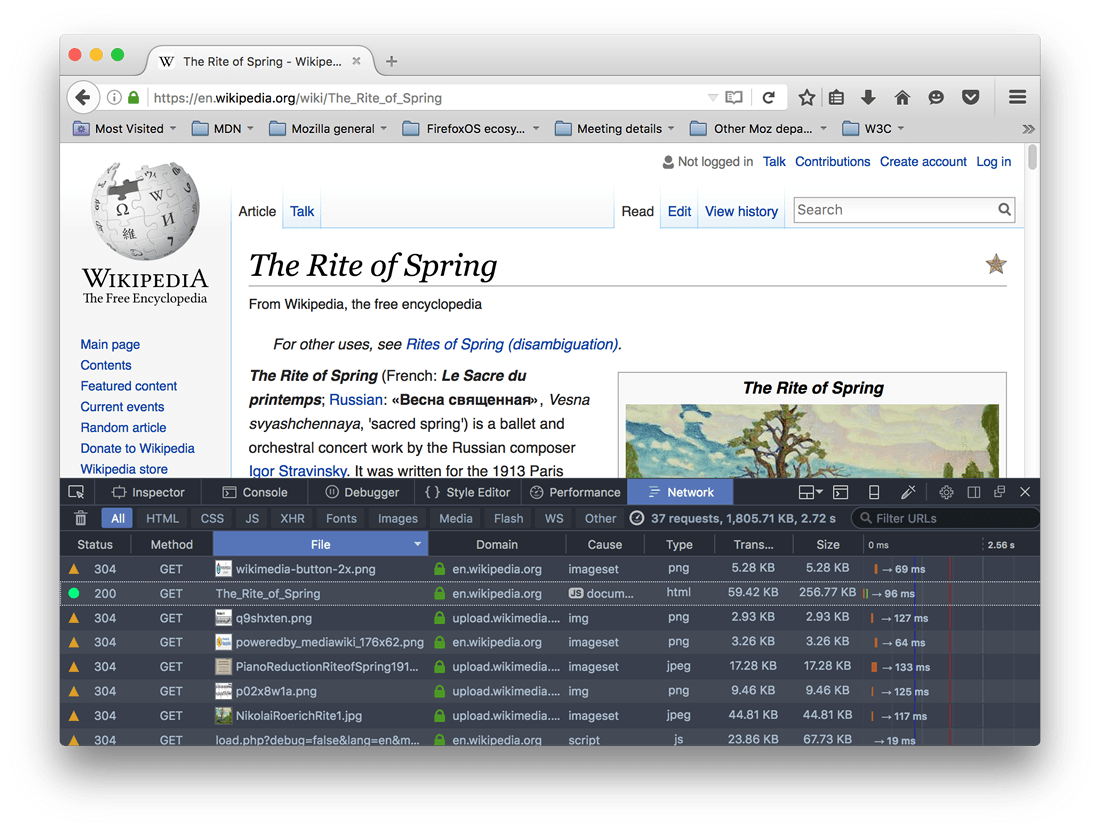 The Rite of Spring - Wikipe...
https://en.wikipedia.org/wiki/The_Rite_of_Spring
Most Visited MDN Mozilla general FirefoxOS ecosy... Meeting details Other Moz depa... W3C
Not logged in Talk Contributions Create account Log in
Article Talk Read Edit View history Search
WIKIPEDIA
The Free Encyclopedia
Main page
Contents
Featured content
Current events
Random article
Donate to Wikipedia
Wikipedia store
The Rite of Spring
From Wikipedia, the free encyclopedia
For other uses, see Rites of Spring (disambiguation).
The Rite of Spring (French: Le Sacre du
printemps; Russian: «Весна священная», Vesna
svyashchennaya, 'sacred spring') is a ballet and
orchestral concert work by the Russian composer
Igor Stravinsky. It was written for the 1913 Paris
The Rite of Spring
Inspector Console Debugger Style Editor Performance Network
All HTML CSS JS XHR Fonts Images Media Flash WS Other 37 requests, 1,805.71 KB, 2.72 s Filter URLs
Status Method File Domain Cause Type Trans... Size 0 ms 2.56 s
304 GET wikimedia-button-2x.png en.wikipedia.org imageset png 5.28 KB 5.28 KB → 69 ms
200 GET The_Rite_of_Spring en.wikipedia.org JS docum... html 59.42 KB 256.77 KB → 96 ms
304 GET q9shxten.png upload.wikimedia.... img png 2.93 KB 2.93 KB → 127 ms
304 GET poweredby_mediawiki_176x62.png en.wikipedia.org imageset png 3.26 KB 3.26 KB → 64 ms
304 GET PianoReductionRiteofSpring191... upload.wikimedia.... imageset jpeg 17.28 KB 17.28 KB → 133 ms
304 GET p02x8w1a.png upload.wikimedia.... img png 9.46 KB 9.46 KB → 125 ms
304 GET NikolaiRoerichRite1.jpg upload.wikimedia.... imageset jpeg 44.81 KB 44.81 KB → 117 ms
304 GET load.php?debug=false&lang=en&m... en.wikipedia.org script js 23.86 KB 67.73 KB → 19 ms